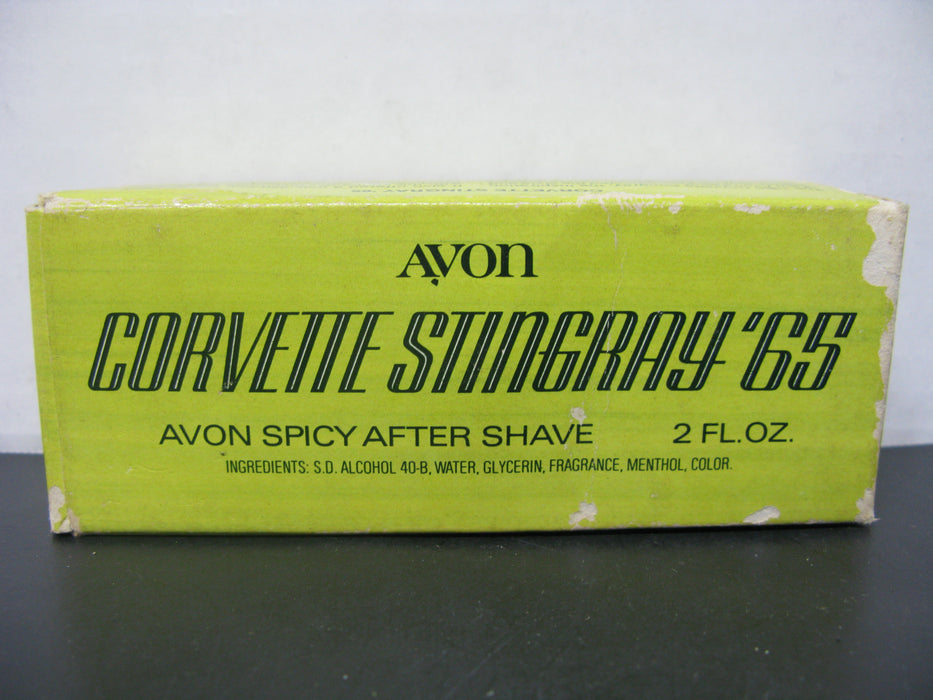 AVON
CORVETTE STINGRAY '65
AVON SPICY AFTER SHAVE 2 FL.OZ.
INGREDIENTS: S.D. ALCOHOL 40-B, WATER, GLYCERIN, FRAGRANCE, MENTHOL, COLOR.